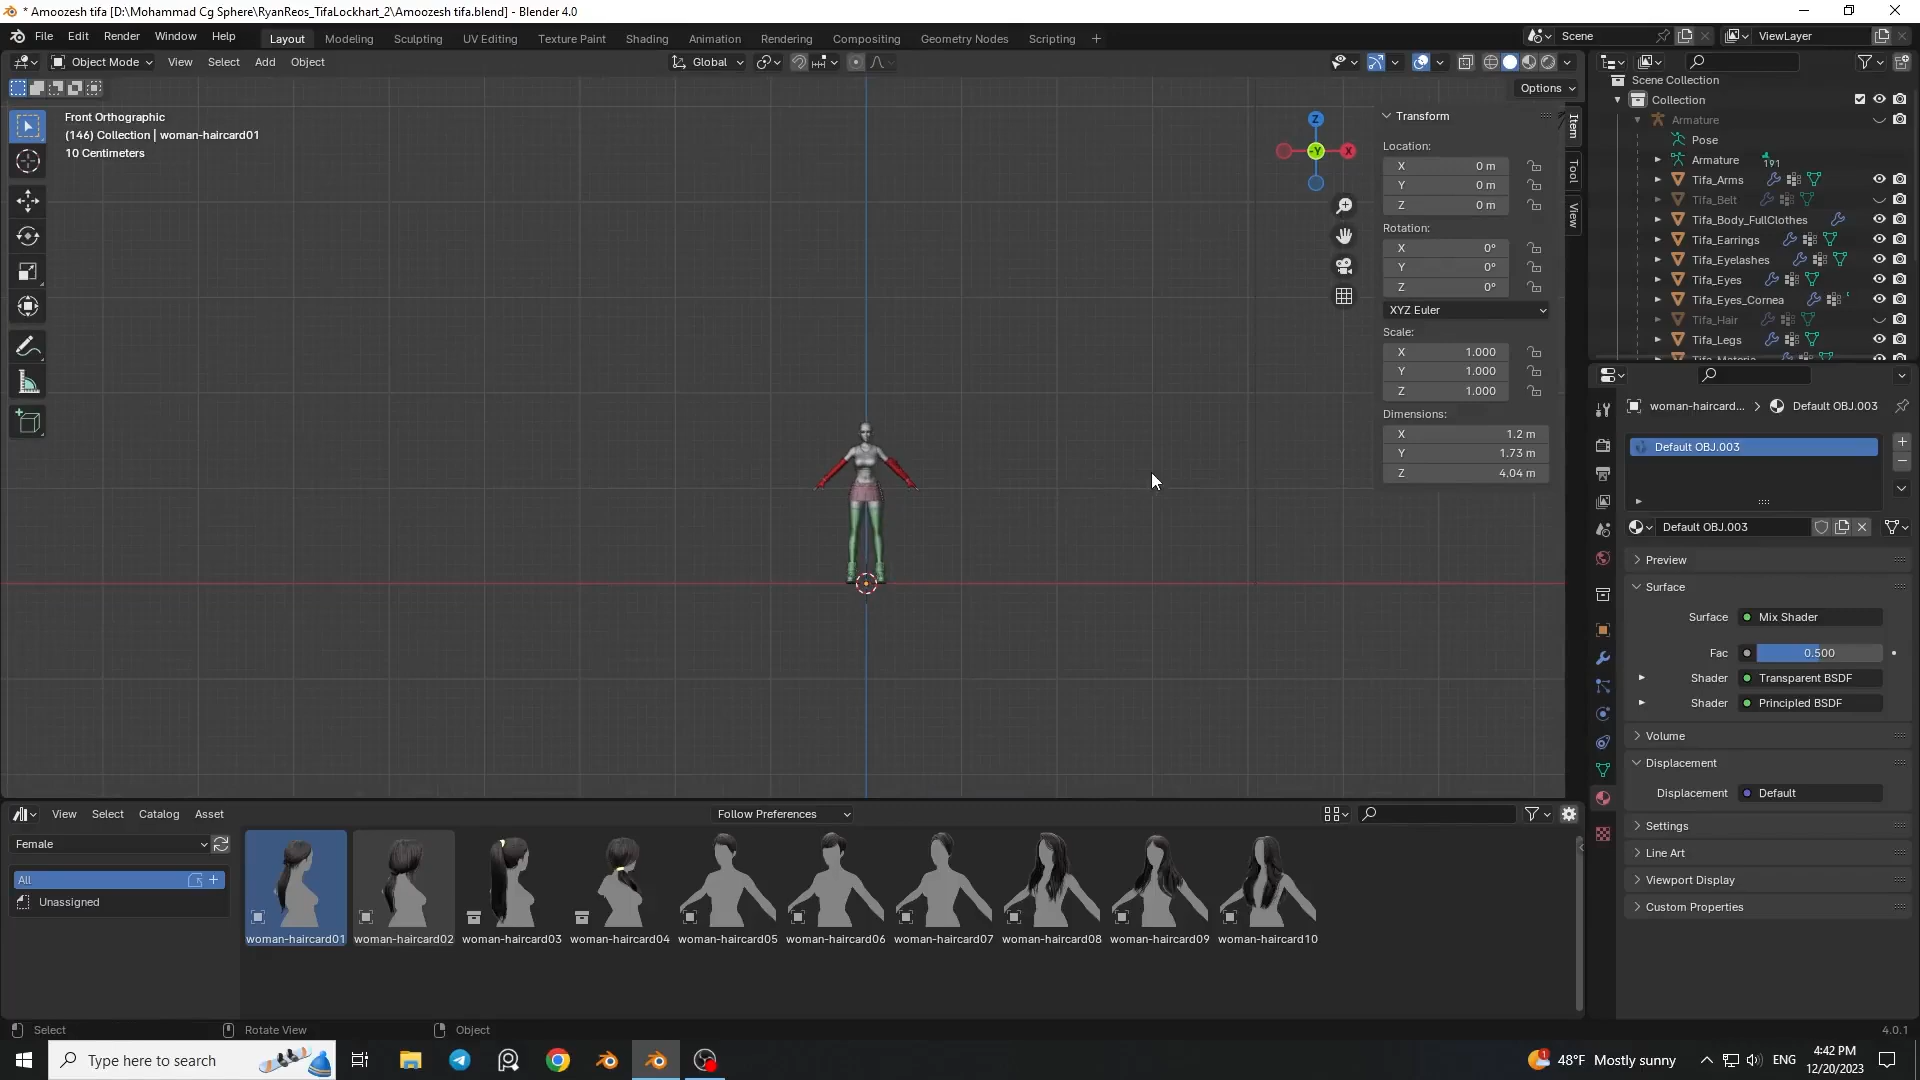 * Amoozesh tifa [D:\Mohammad Cg Sphere\RyanReos_TifaLockhart_2\Amoozesh tifa.blend] - Blender 4.0
File Edit Render Window Help
Layout Modeling Sculpting UV Editing Texture Paint Shading Animation Rendering Compositing Geometry Nodes Scripting +
Scene
ViewLayer
Object Mode View Select Add Object
Global
Options
Front Orthographic
(146) Collection | woman-haircard01
10 Centimeters
Z
-Y
X
Item
Tool
View
Transform
Location:
X 0 m
Y 0 m
Z 0 m
Rotation:
X 0°
Y 0°
Z 0°
XYZ Euler
Scale:
X 1.000
Y 1.000
Z 1.000
Dimensions:
X 1.2 m
Y 1.73 m
Z 4.04 m
Scene Collection
Collection
Armature
Pose
Armature 191
Tifa_Arms
Tifa_Belt
Tifa_Body_FullClothes
Tifa_Earrings
Tifa_Eyelashes
Tifa_Eyes
Tifa_Eyes_Cornea
Tifa_Hair
Tifa_Legs
Tifa_Materia
woman-haircard... > Default OBJ.003
Default OBJ.003
Default OBJ.003
Preview
Surface
Surface Mix Shader
Fac 0.500
Shader Transparent BSDF
Shader Principled BSDF
Volume
Displacement
Displacement Default
Settings
Line Art
Viewport Display
Custom Properties
View Select Catalog Asset
Follow Preferences
Female
All
Unassigned
woman-haircard01 woman-haircard02 woman-haircard03 woman-haircard04 woman-haircard05 woman-haircard06 woman-haircard07 woman-haircard08 woman-haircard09 woman-haircard10
Select
Rotate View
Object
4.0.1
Type here to search
1
48°F Mostly sunny
ENG
4:42 PM
12/20/2023